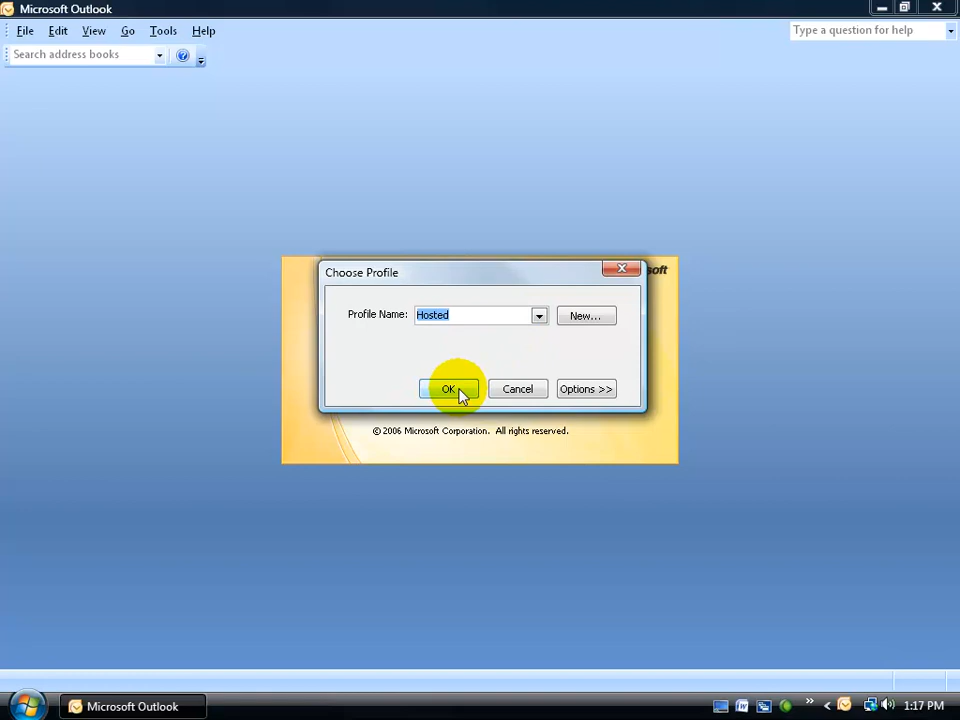 Microsoft Outlook
File Edit View Go Tools Help
Type a question for help
Search address books
soft
Choose Profile
Profile Name: Hosted New...
OK Cancel Options >>
© 2006 Microsoft Corporation. All rights reserved.
Microsoft Outlook
1:17 PM